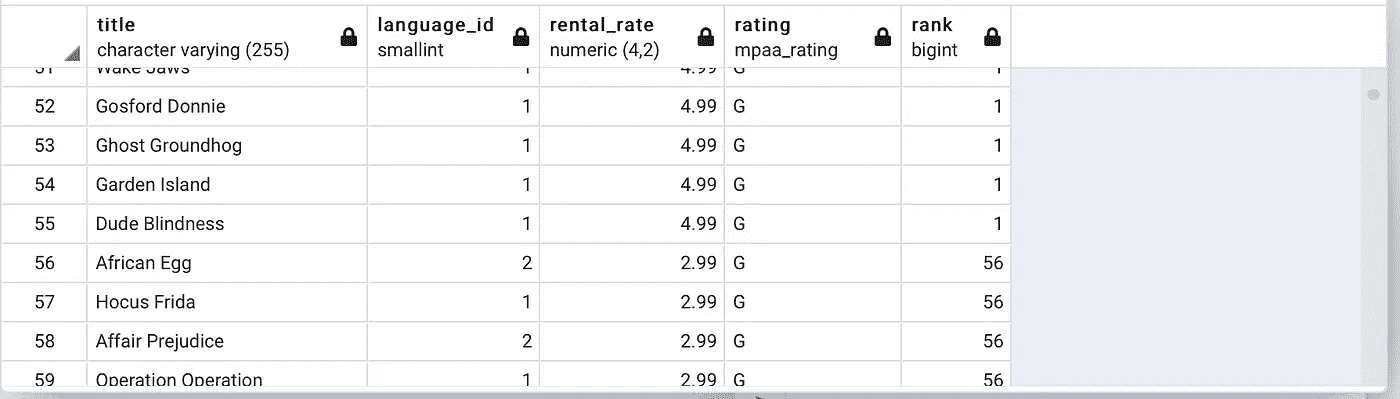 title language_id rental_rate rating rank
character varying (255) smallint numeric (4,2) mpaa_rating bigint
51 Wake Jaws 1 4.99 G 1
52 Gosford Donnie 1 4.99 G 1
53 Ghost Groundhog 1 4.99 G 1
54 Garden Island 1 4.99 G 1
55 Dude Blindness 1 4.99 G 1
56 African Egg 2 2.99 G 56
57 Hocus Frida 1 2.99 G 56
58 Affair Prejudice 2 2.99 G 56
59 Operation Operation 1 2.99 G 56